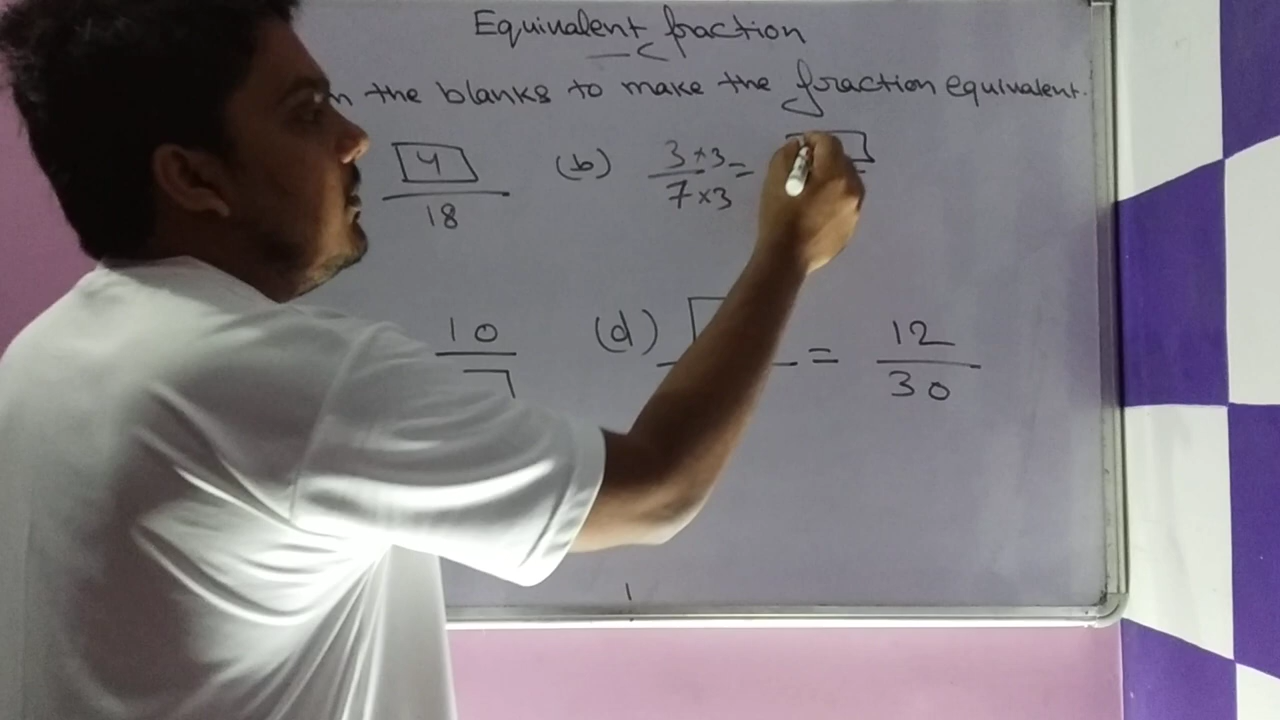 Equivalent fraction
the blanks to make the fraction equivalent.
4/18 (b) 3×3/7×3 =
10 (d) = 12/30